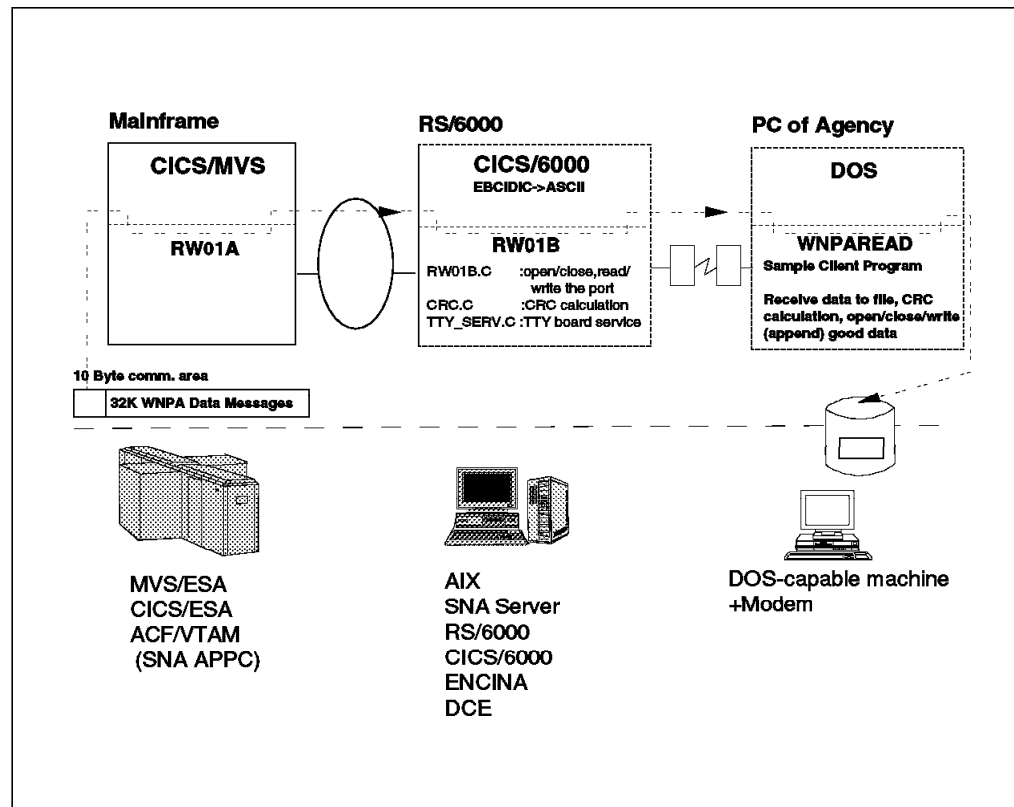 Mainframe
CICS/MVS
RW01A
RS/6000
CICS/6000
EBCIDIC->ASCII
RW01B
RW01B.C :open/close,read/
write the port
CRC.C :CRC calculation
TTY_SERV.C :TTY board service
PC of Agency
DOS
WNPAREAD
Sample Client Program
Receive data to file, CRC
calculation, open/close/write
(append) good data
10 Byte comm. area
32K WNPA Data Messages
MVS/ESA
CICS/ESA
ACF/VTAM
(SNA APPC)
AIX
SNA Server
RS/6000
CICS/6000
ENCINA
DCE
DOS-capable machine
+Modem